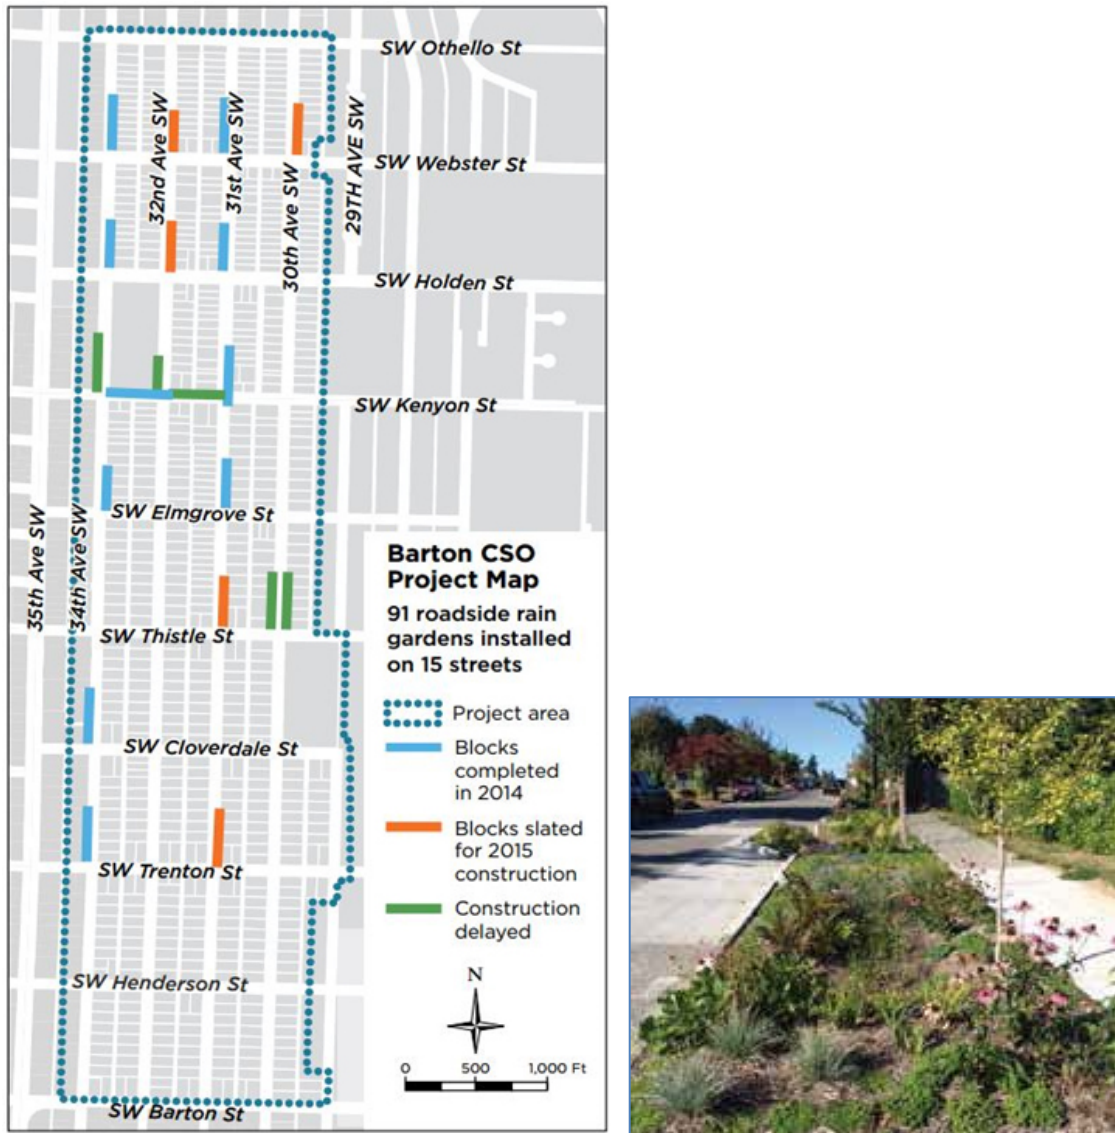 SW Othello St
32nd Ave SW
31st Ave SW
29TH AVE SW
SW Webster St
30th Ave SW
SW Holden St
SW Kenyon St
SW Elmgrove St
35th Ave SW
34th Ave SW
SW Thistle St
SW Cloverdale St
SW Trenton St
SW Henderson St
SW Barton St
Barton CSO
Project Map
91 roadside rain
gardens installed
on 15 streets
Project area
Blocks
completed
in 2014
Blocks slated
for 2015
construction
Construction
delayed
N
0 500 1,000 Ft